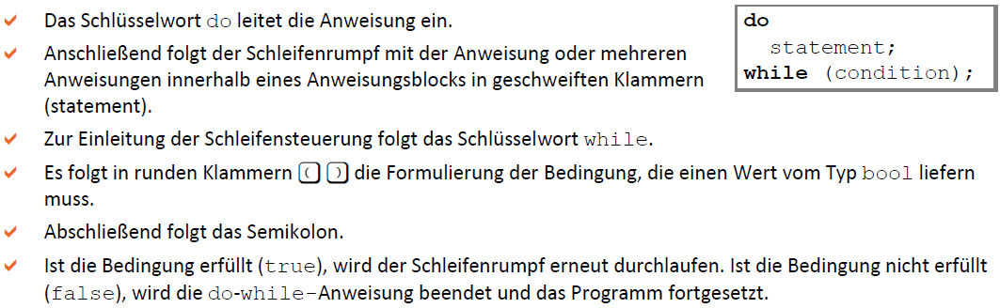 Das Schlüsselwort do leitet die Anweisung ein.
Anschließend folgt der Schleifenrumpf mit der Anweisung oder mehreren
Anweisungen innerhalb eines Anweisungsblocks in geschweiften Klammern
(statement).
do
statement;
while (condition);
Zur Einleitung der Schleifensteuerung folgt das Schlüsselwort while.
Es folgt in runden Klammern ( ) die Formulierung der Bedingung, die einen Wert vom Typ bool liefern
muss.
Abschließend folgt das Semikolon.
Ist die Bedingung erfüllt (true), wird der Schleifenrumpf erneut durchlaufen. Ist die Bedingung nicht erfüllt
(false), wird die do-while-Anweisung beendet und das Programm fortgesetzt.